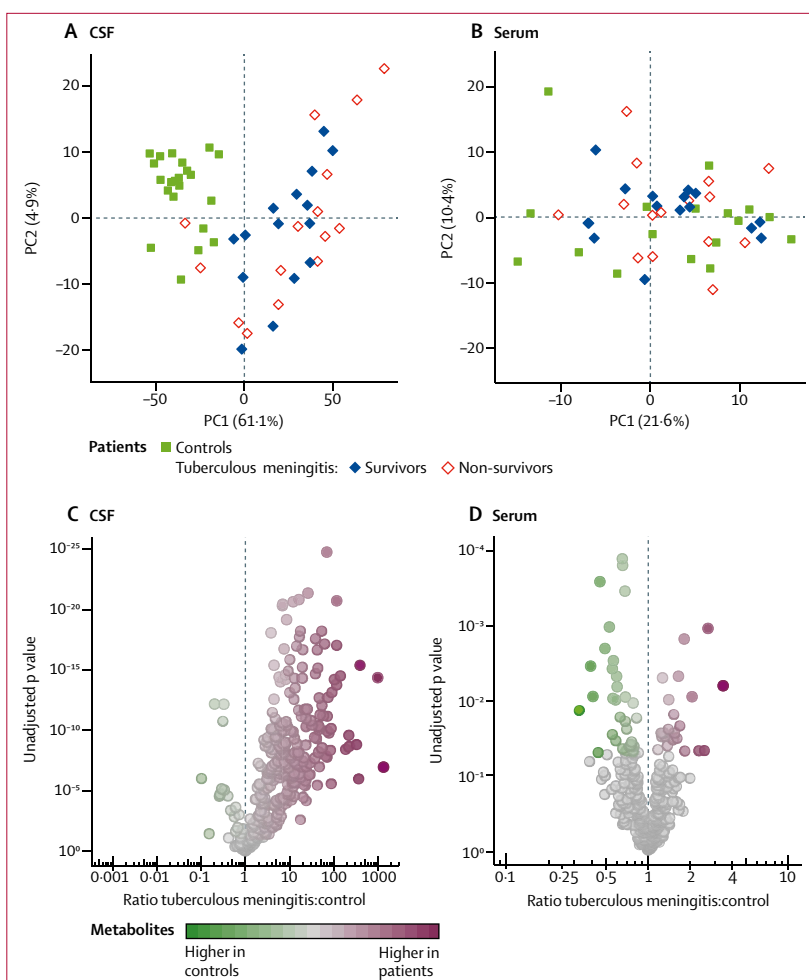 A CSF
20
10
0
−10
−20
PC2 (4·9%)
−50 0 50
PC1 (61·1%)
B Serum
20
10
0
−10
−20
PC2 (10·4%)
−10 0 10
PC1 (21·6%)
Patients Controls
Tuberculous meningitis: Survivors Non-survivors
C CSF
10⁻²⁵
10⁻²⁰
10⁻¹⁵
10⁻¹⁰
10⁻⁵
10⁰
Unadjusted p value
0·001 0·01 0·1 1 10 100 1000
Ratio tuberculous meningitis:control
D Serum
10⁻⁴
10⁻³
10⁻²
10⁻¹
10⁰
Unadjusted p value
0·1 0·25 0·5 1 2 4 10
Ratio tuberculous meningitis:control
Metabolites
Higher in controls
Higher in patients